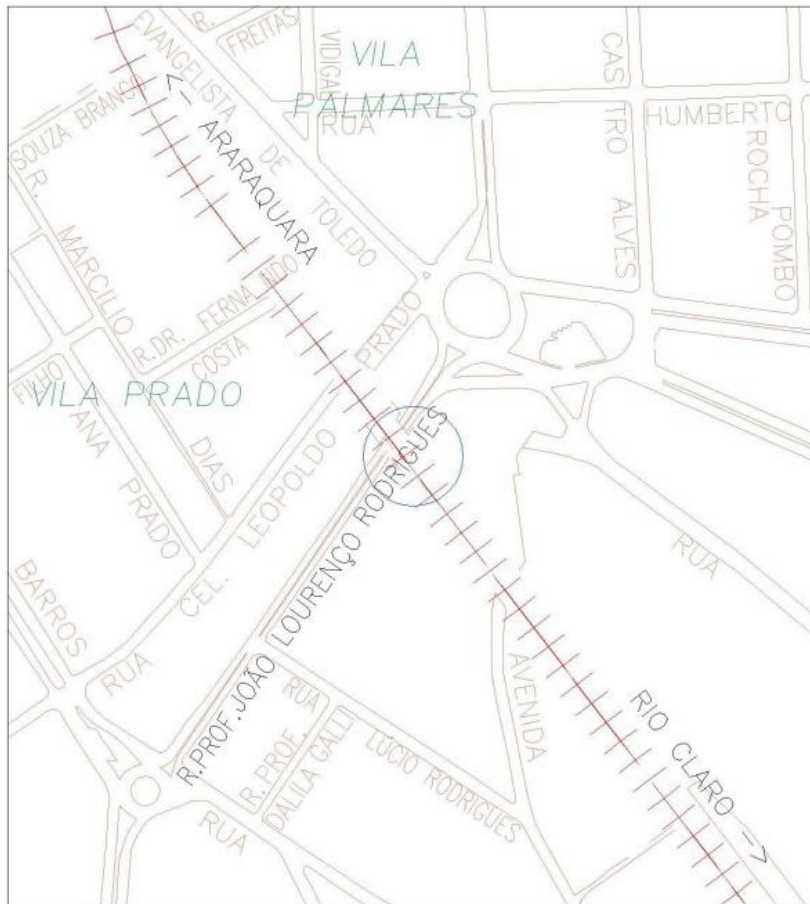 R.
FREITAS
EVANGELISTA DE TOLEDO
VIDIGAL
VILA
PALMARES
RUA
CASTRO ALVES
HUMBERTO
ROCHA
POMBO
SOUZA BRANCO
<- ARARAQUARA
R.
MARCILIO
DIAS
R.DR. FERNANDO
COSTA
PRADO
FILHO
VILA PRADO
ANA
PRADO
RUA
CEL.
LEOPOLDO
R.PROF.JOÃO LOURENÇO RODRIGUES
RUA
BARROS
AVENIDA
RIO CLARO ->
RUA
LÚCIO RODRIGUES
R. PROF.
DALILA GALLI
RUA